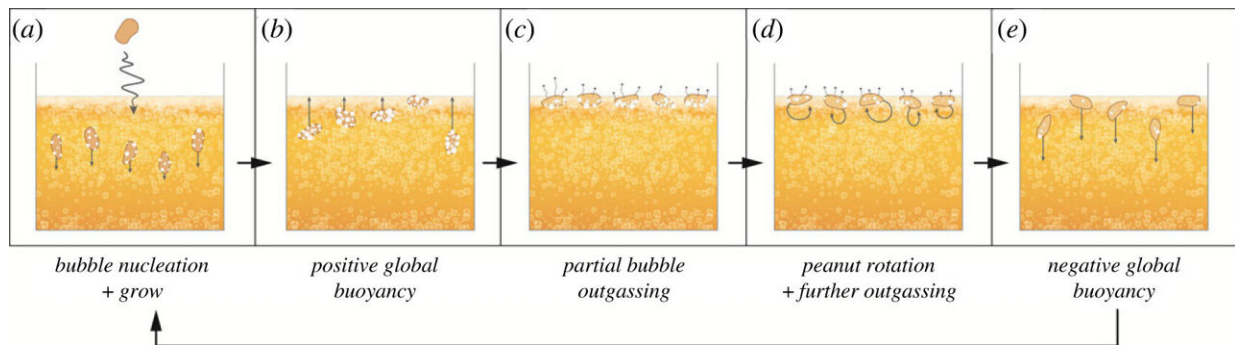 (a)
(b)
(c)
(d)
(e)
bubble nucleation
+ grow
positive global
buoyancy
partial bubble
outgassing
peanut rotation
+ further outgassing
negative global
buoyancy